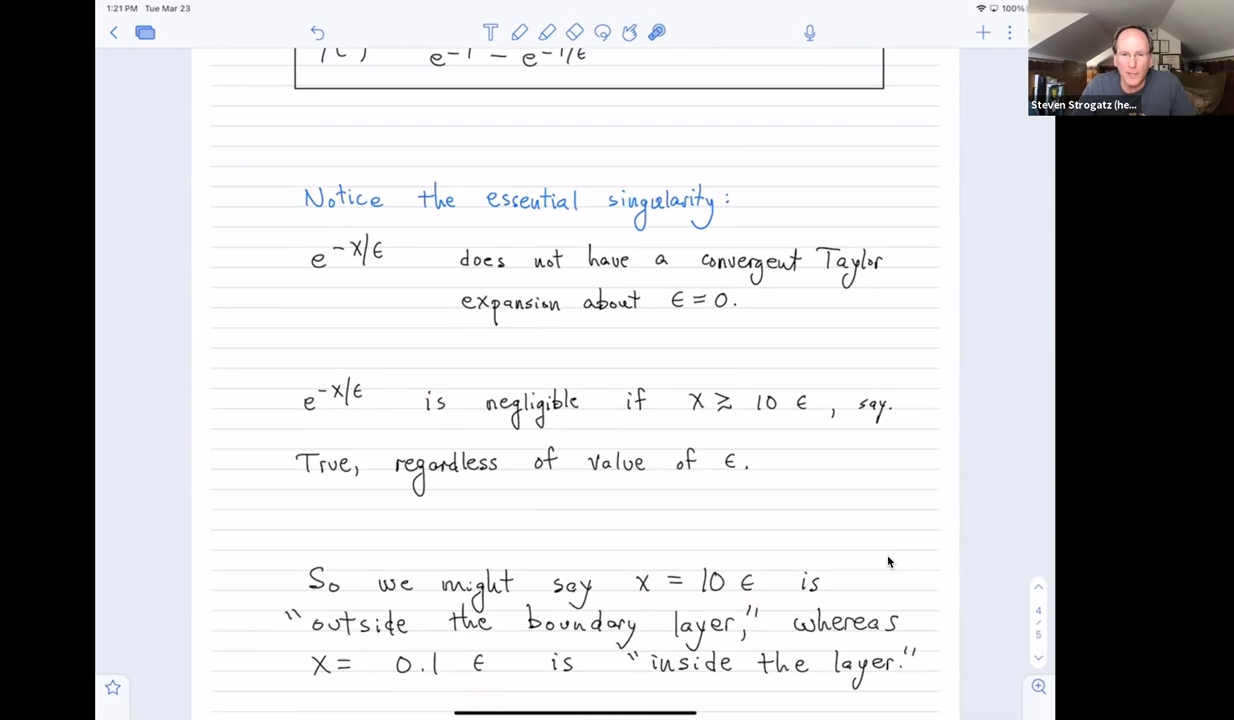 1:21 PM Tue Mar 23
100%
Steven Strogatz (he...
e⁻¹ − e^{-1/ε}
Notice the essential singularity:
e^{-x/ε} does not have a convergent Taylor
expansion about ε = 0.
e^{-x/ε} is negligible if x ≳ 10 ε, say.
True, regardless of value of ε.
So we might say x = 10 ε is
"outside the boundary layer," whereas
x = 0.1 ε is "inside the layer."
4
/
5